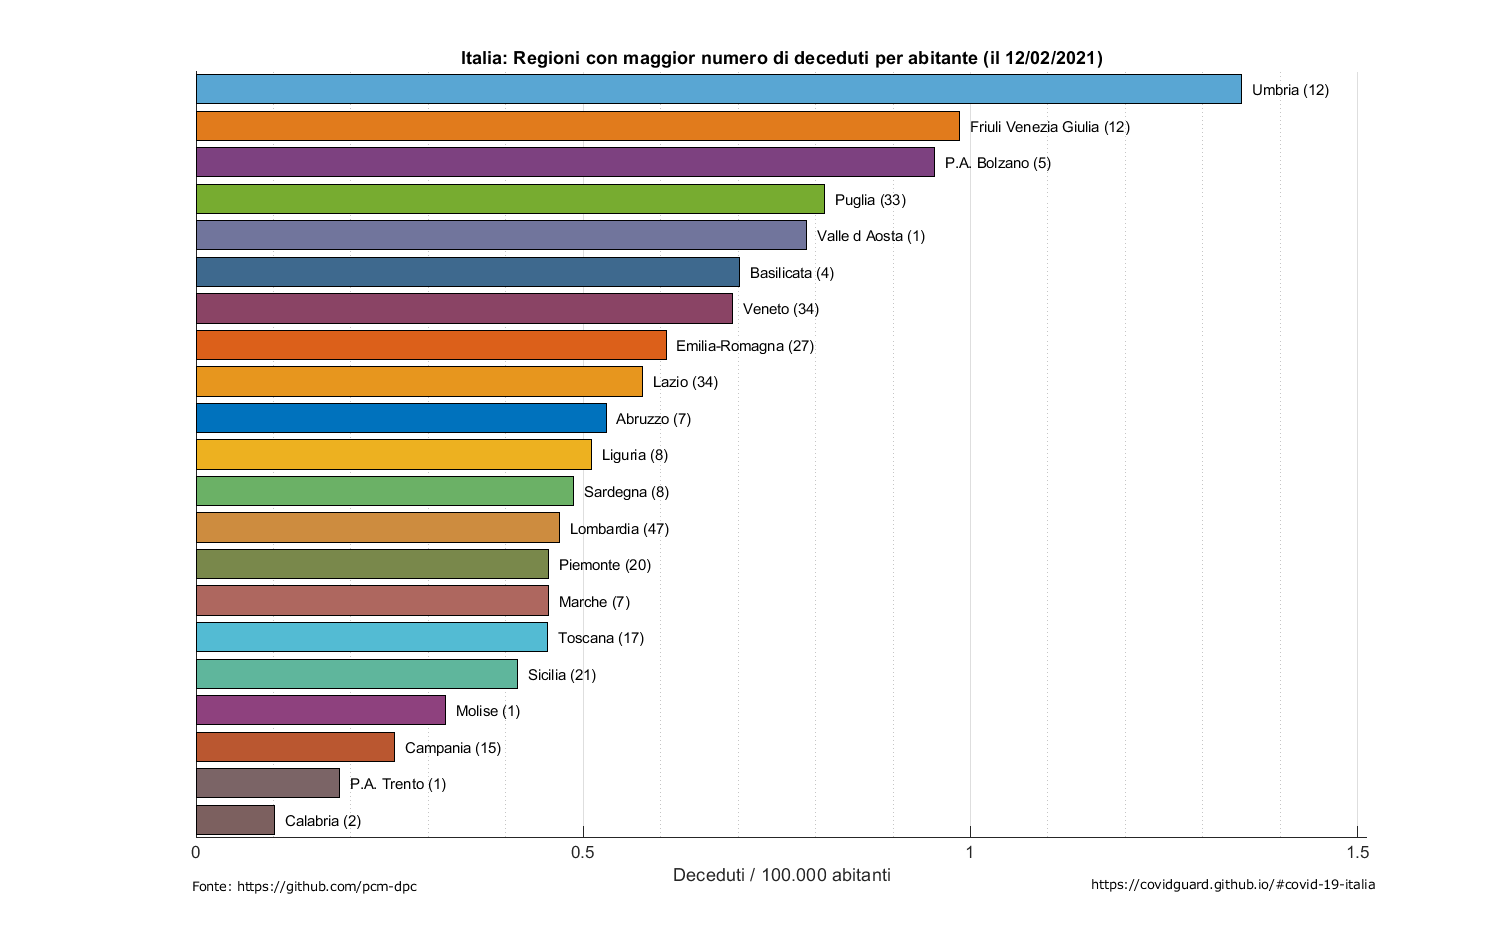 Italia: Regioni con maggior numero di deceduti per abitante (il 12/02/2021)
Umbria (12)
Friuli Venezia Giulia (12)
P.A. Bolzano (5)
Puglia (33)
Valle d Aosta (1)
Basilicata (4)
Veneto (34)
Emilia-Romagna (27)
Lazio (34)
Abruzzo (7)
Liguria (8)
Sardegna (8)
Lombardia (47)
Piemonte (20)
Marche (7)
Toscana (17)
Sicilia (21)
Molise (1)
Campania (15)
P.A. Trento (1)
Calabria (2)
0 0.5 1 1.5
Deceduti / 100.000 abitanti
Fonte: https://github.com/pcm-dpc
https://covidguard.github.io/#covid-19-italia